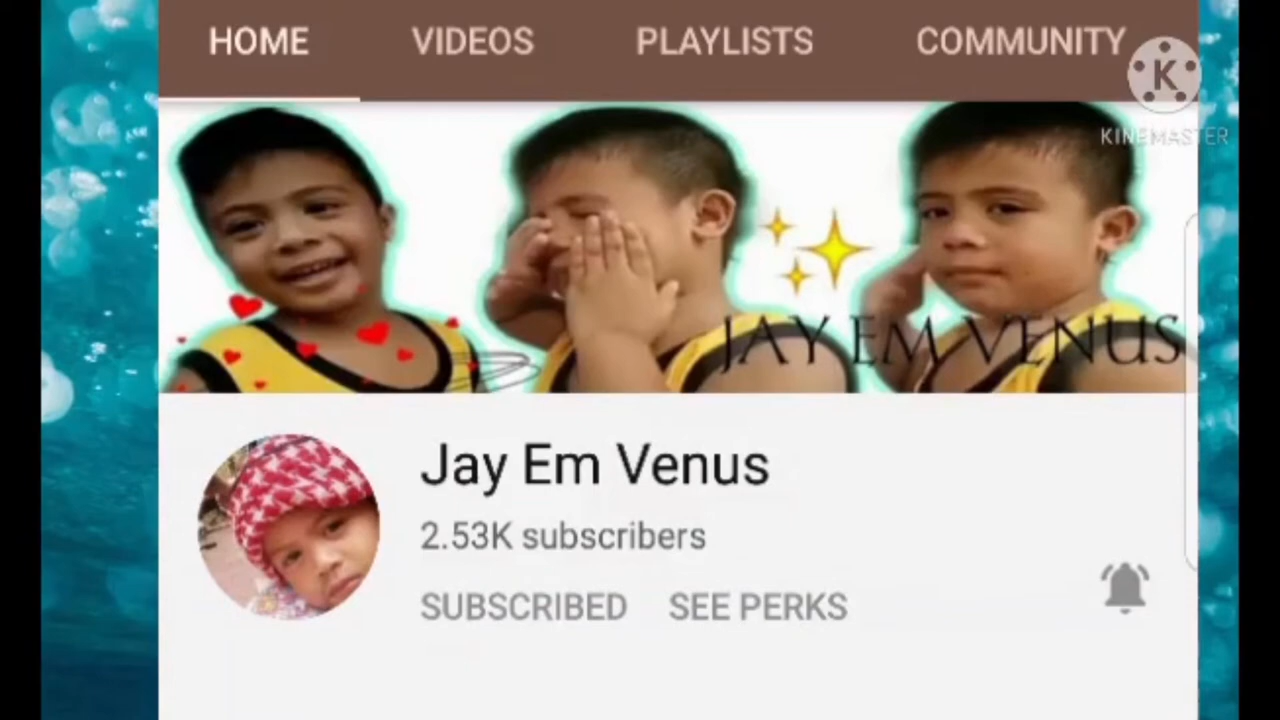 HOME VIDEOS PLAYLISTS COMMUNITY
K
KINEMASTER
JAY EM VENUS
Jay Em Venus
2.53K subscribers
SUBSCRIBED SEE PERKS